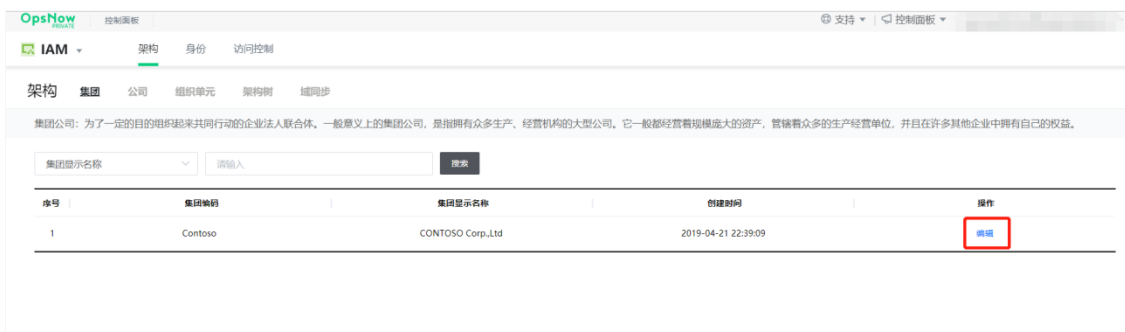 OpsNow PRIVATE 控制面板 支持 控制面板
IAM 架构 身份 访问控制
架构 集团 公司 组织单元 架构树 域同步
集团公司：为了一定的目的组织起来共同行动的企业法人联合体。一般意义上的集团公司，是指拥有众多生产、经营机构的大型公司。它一般都经营着规模庞大的资产，管辖着众多的生产经营单位，并且在许多其他企业中拥有自己的权益。
集团显示名称 请输入 搜索
序号 集团编码 集团显示名称 创建时间 操作
1 Contoso CONTOSO Corp.,Ltd 2019-04-21 22:39:09 编辑